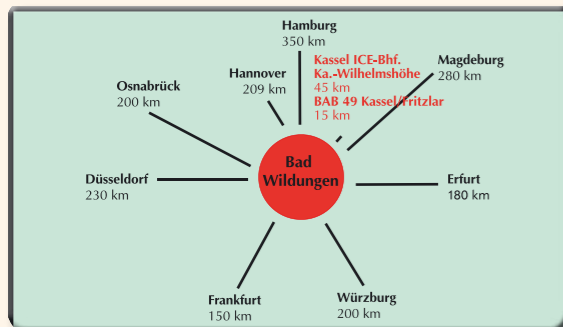 Hamburg
350 km
Kassel ICE-Bhf.
Ka.-Wilhelmshöhe
45 km
BAB 49 Kassel/Fritzlar
15 km
Magdeburg
280 km
Hannover
209 km
Osnabrück
200 km
Bad
Wildungen
Düsseldorf
230 km
Erfurt
180 km
Frankfurt
150 km
Würzburg
200 km